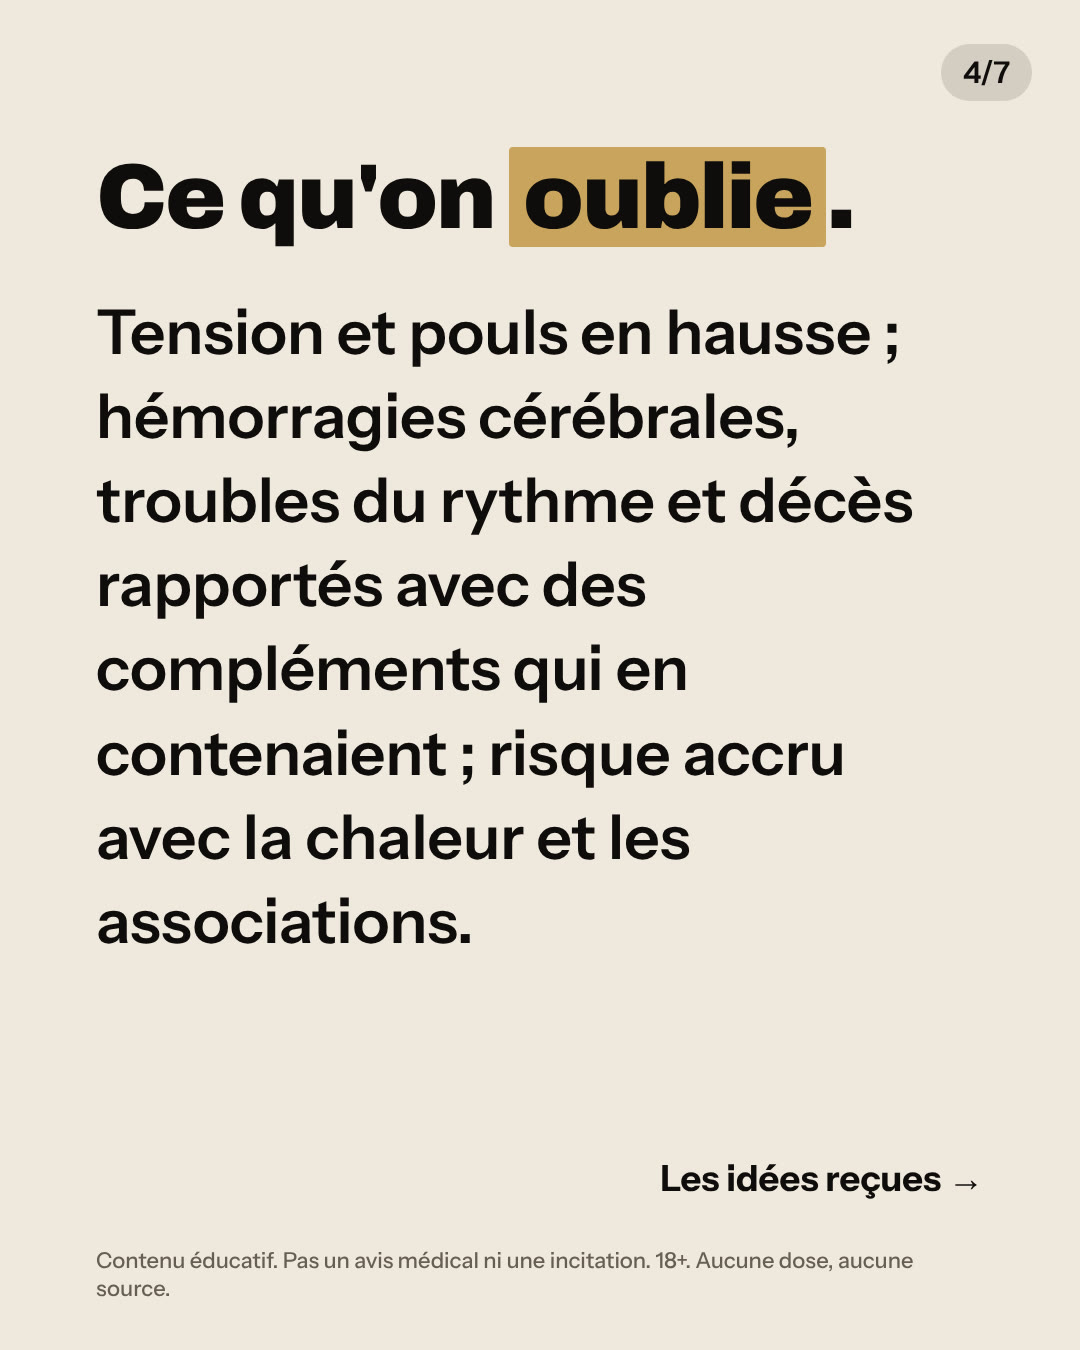 4/7
Ce qu'on oublie.
Tension et pouls en hausse ;
hémorragies cérébrales,
troubles du rythme et décès
rapportés avec des
compléments qui en
contenaient ; risque accru
avec la chaleur et les
associations.
Les idées reçues →
Contenu éducatif. Pas un avis médical ni une incitation. 18+. Aucune dose, aucune
source.